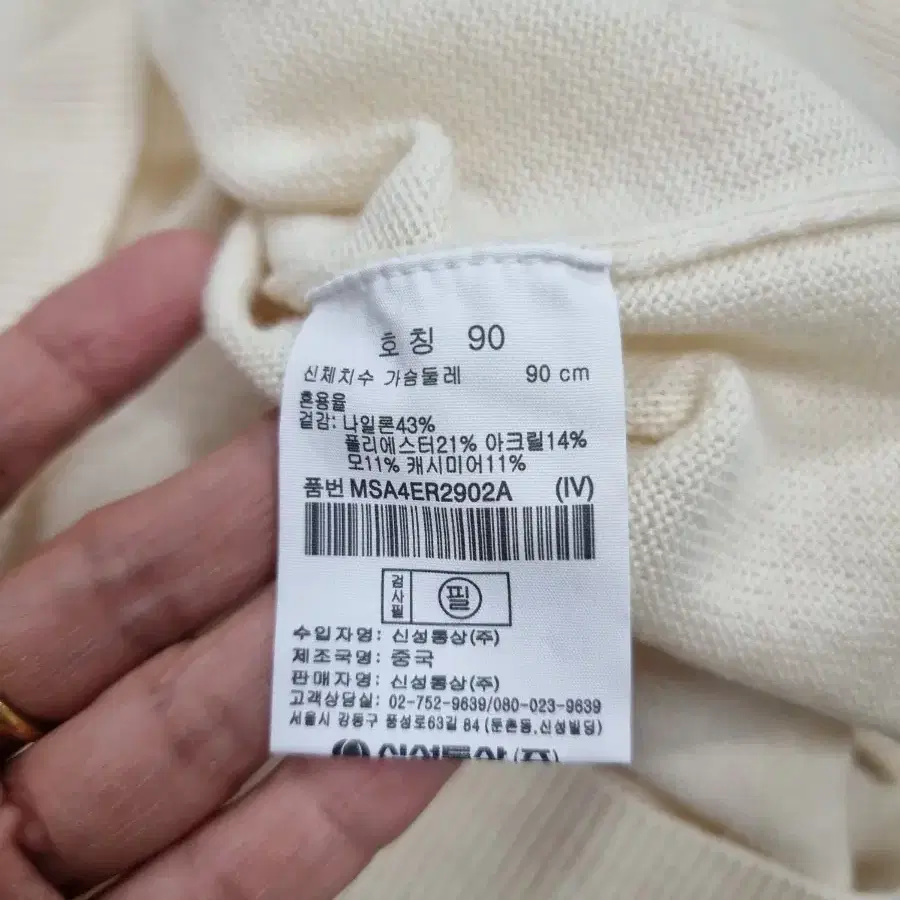 호칭 90
신체치수 가슴둘레 90 cm
혼용율
겉감: 나일론43%
폴리에스터21% 아크릴14%
모11% 캐시미어11%
품번 MSA4ER2902A (IV)
검사필 필
수입자명: 신성통상(주)
제조국명: 중국
판매자명: 신성통상(주)
고객상담실: 02-752-9639/080-023-9639
서울시 강동구 풍성로63길 84 (둔촌동,신성빌딩)
신성통상(주)